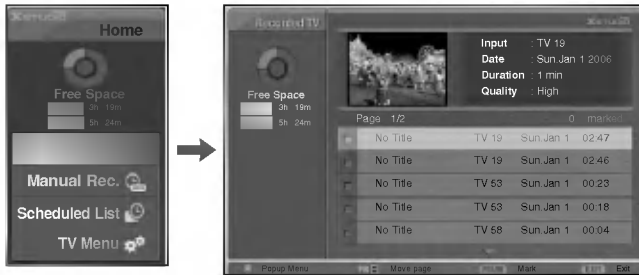 XSTUDIO
Home
Free Space
3h 19m
5h 24m
Manual Rec.
Scheduled List
TV Menu
Recorded TV
XSTUDIO
Free Space
3h 19m
5h 24m
Input : TV 19
Date : Sun.Jan 1 2006
Duration : 1 min
Quality : High
Page 1/2 0 marked
No Title TV 19 Sun.Jan 1 02:47
No Title TV 19 Sun.Jan 1 02:46
No Title TV 53 Sun.Jan 1 00:23
No Title TV 53 Sun.Jan 1 00:18
No Title TV 58 Sun.Jan 1 00:04
Popup Menu Move page Mark Exit